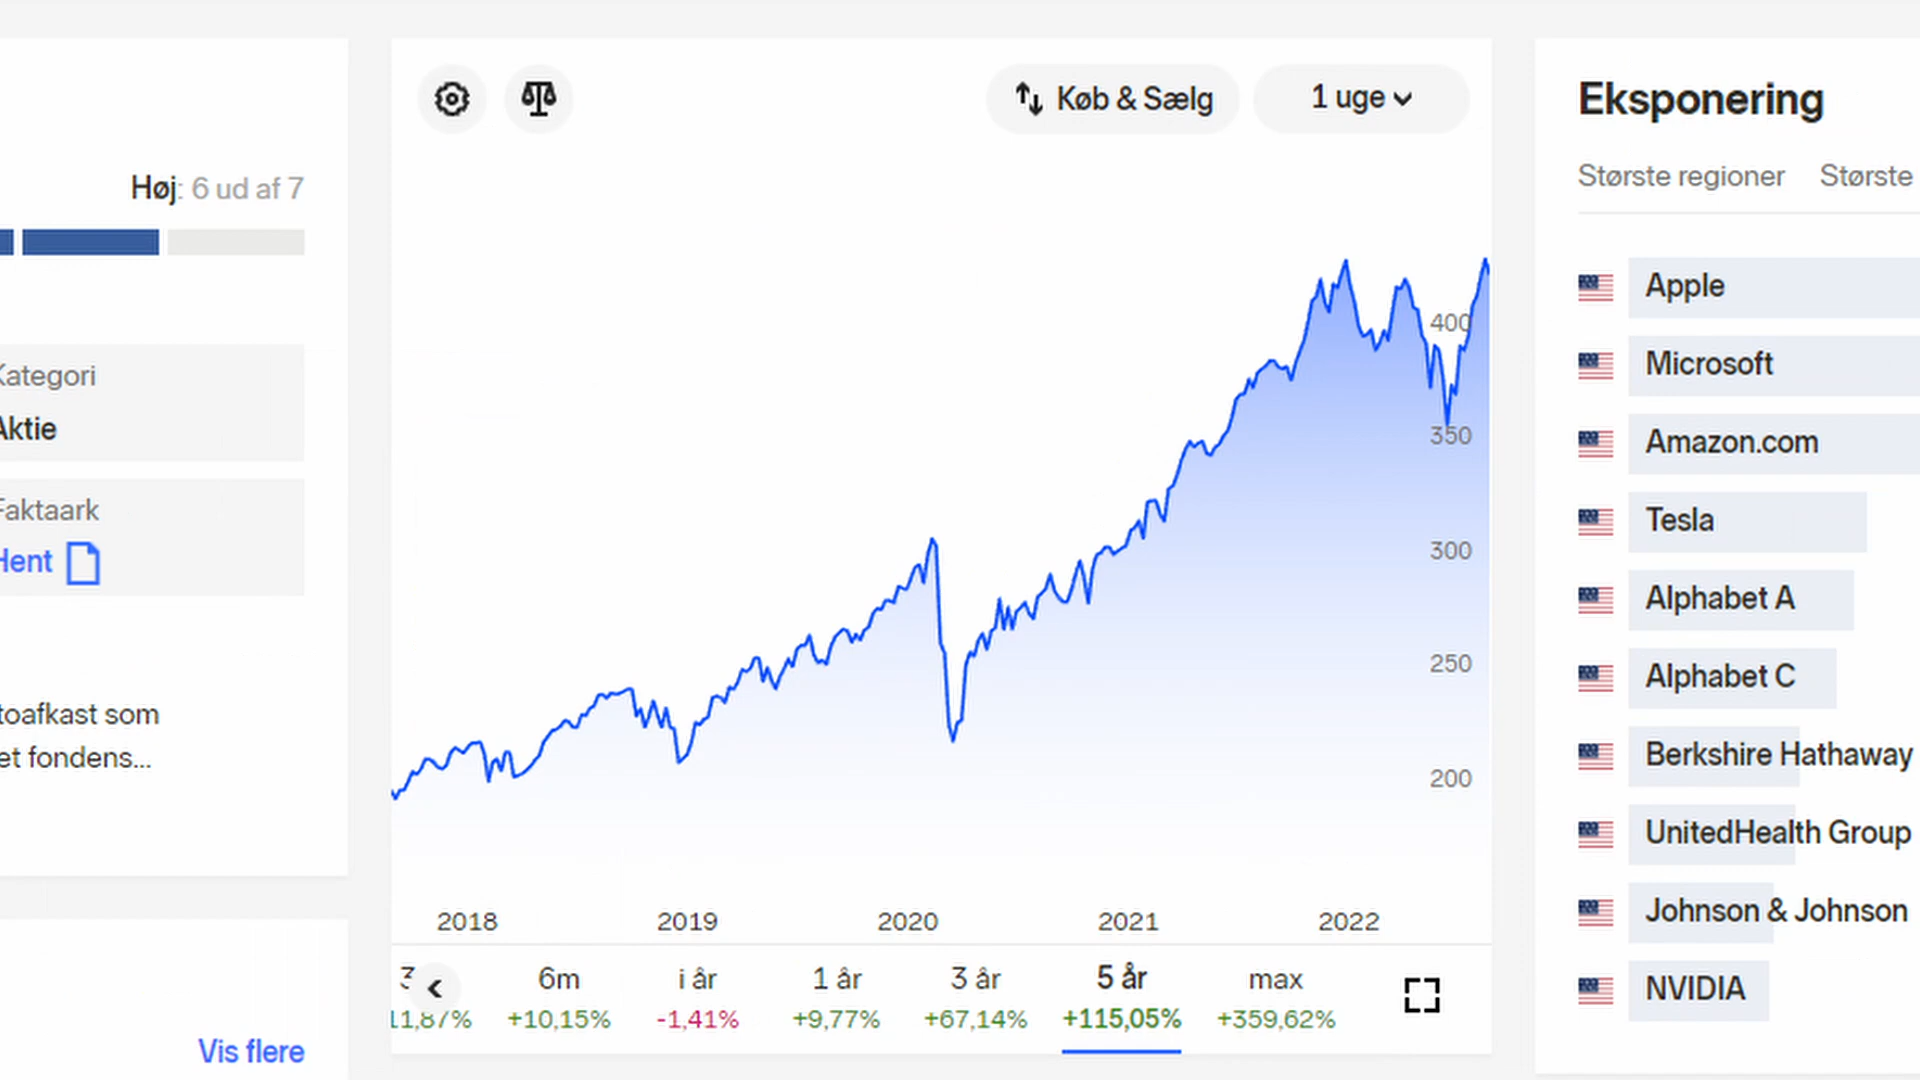 Høj: 6 ud af 7
Kategori
Aktie
Faktaark
Hent
toafkast som
et fondens...
Vis flere
Køb & Sælg
1 uge
400
350
300
250
200
2018 2019 2020 2021 2022
6m i år 1 år 3 år 5 år max
11,87% +10,15% -1,41% +9,77% +67,14% +115,05% +359,62%
Eksponering
Største regioner Største
Apple
Microsoft
Amazon.com
Tesla
Alphabet A
Alphabet C
Berkshire Hathaway
UnitedHealth Group
Johnson & Johnson
NVIDIA